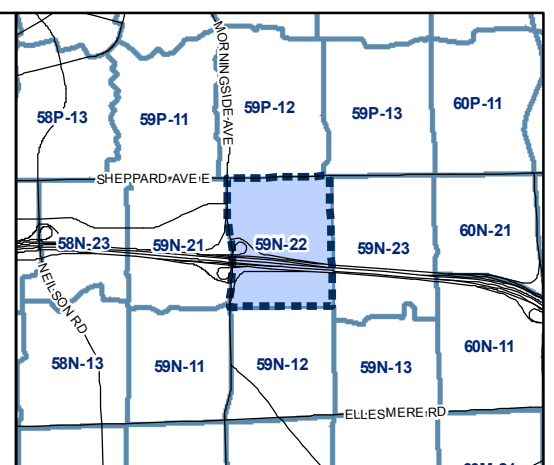 MORNINGSIDE AVE
58P-13
59P-11
59P-12
59P-13
60P-11
SHEPPARD AVE E
58N-23
59N-21
59N-22
59N-23
60N-21
NEILSON RD
58N-13
59N-11
59N-12
59N-13
60N-11
ELLESMERE RD